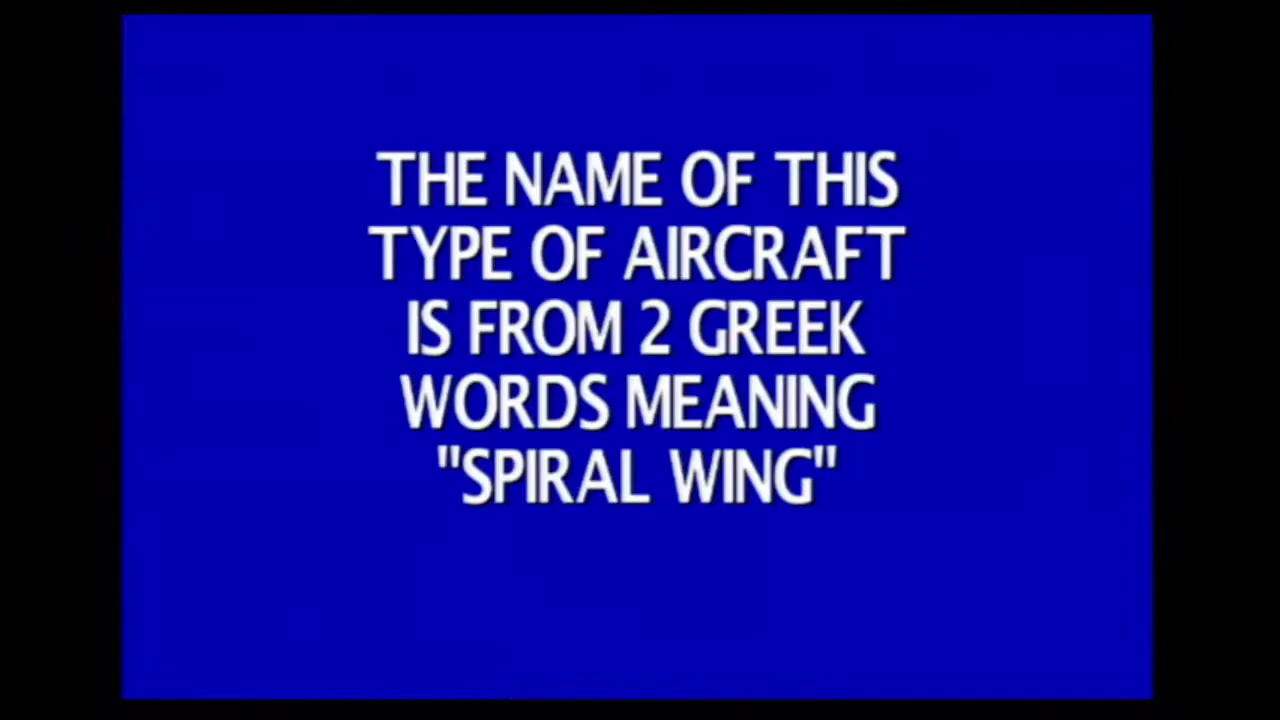 THE NAME OF THIS
TYPE OF AIRCRAFT
IS FROM 2 GREEK
WORDS MEANING
"SPIRAL WING"